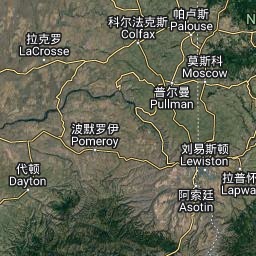 帕卢斯
Palouse
科尔法克斯
Colfax
拉克罗
LaCrosse
莫斯科
Moscow
普尔曼
Pullman
波默罗伊
Pomeroy
刘易斯顿
Lewiston
代顿
Dayton
拉普怀
Lapw
阿索廷
Asotin
N